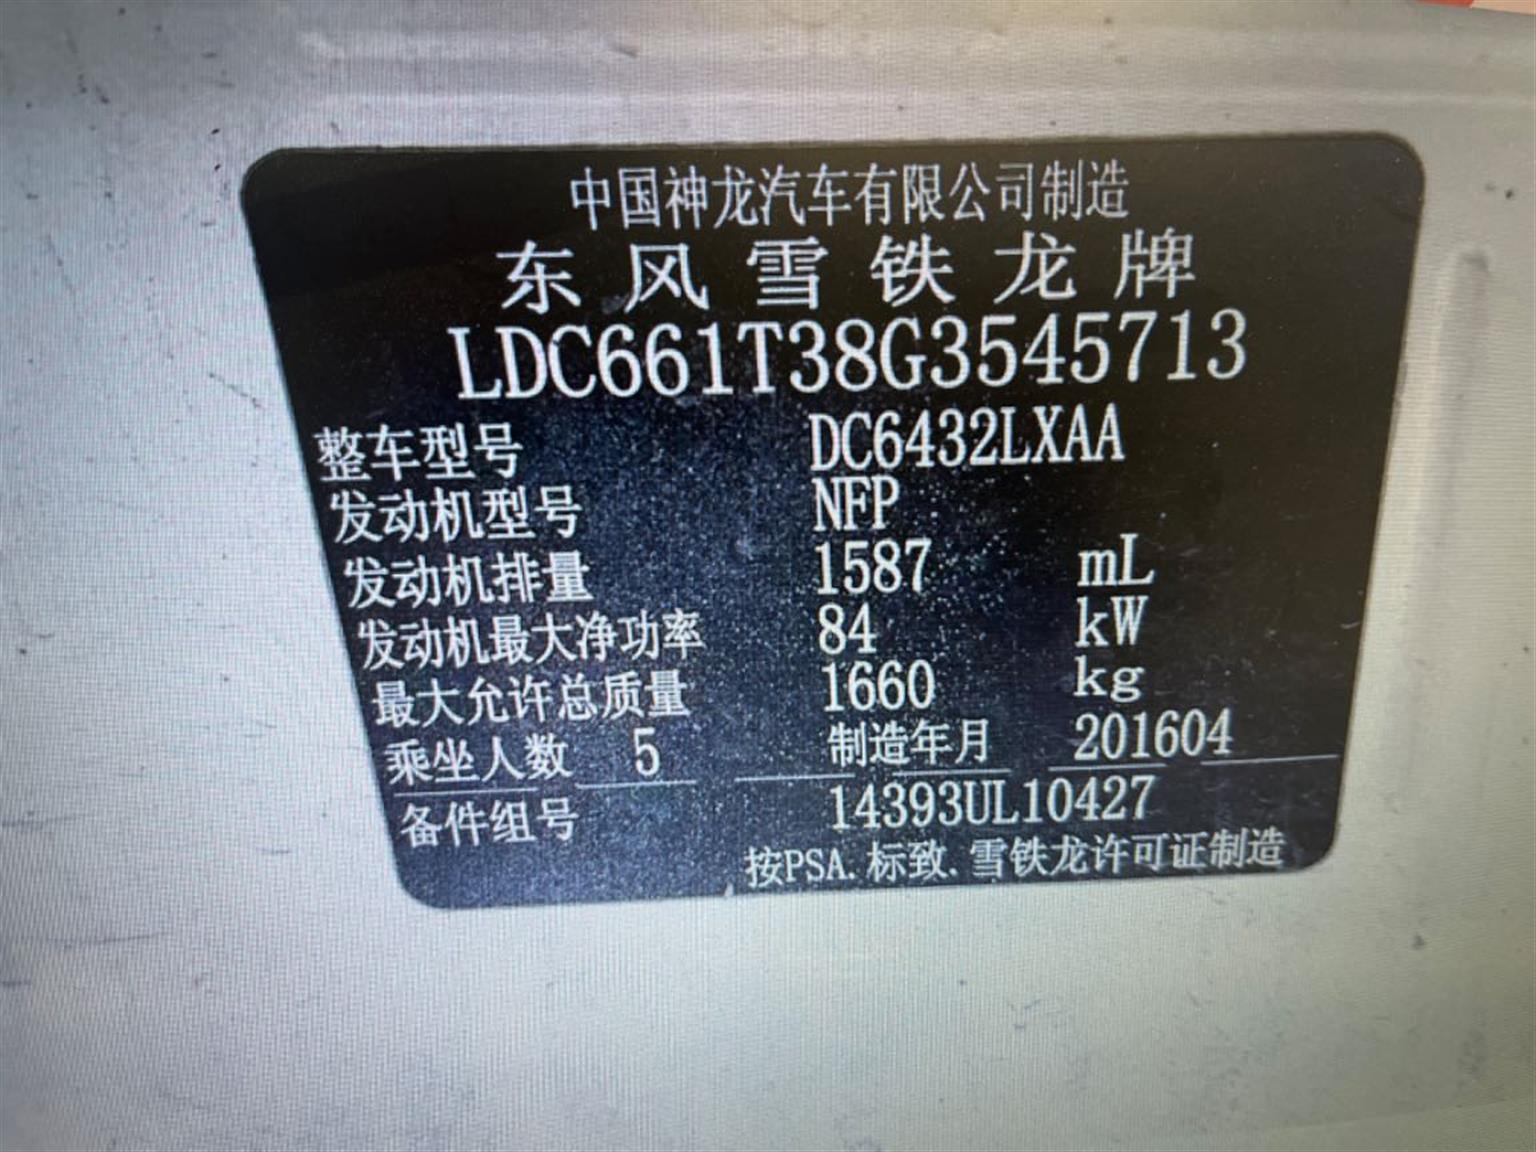 中国神龙汽车有限公司制造
东风雪铁龙牌
LDC661T38G3545713
整车型号 DC6432LXAA
发动机型号 NFP
发动机排量 1587 mL
发动机最大净功率 84 kW
最大允许总质量 1660 kg
乘坐人数 5 制造年月 201604
备件组号 14393UL10427
按PSA.标致.雪铁龙许可证制造